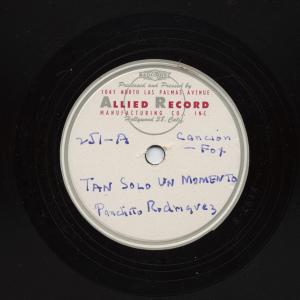 Processed and Pressed by
1041 NORTH LAS PALMAS AVENUE
ALLIED RECORD
MANUFACTURING CO. INC.
Hollywood 38, Calif.
251-A Canción
- Fox
TAN SOLO UN MOMENTO
Panchito Rodriguez